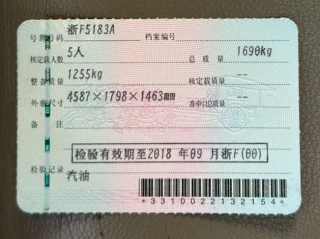 号牌号码 浙F5183A 档案编号
核定载人数 5人 总质量 1690kg
整备质量 1255kg 核定载质量 --
外廓尺寸 4587×1798×1463mm 准牵引总质量 --
备注
检验有效期至2018 年09 月浙F(00)
检验记录 汽油
*3310022132154*